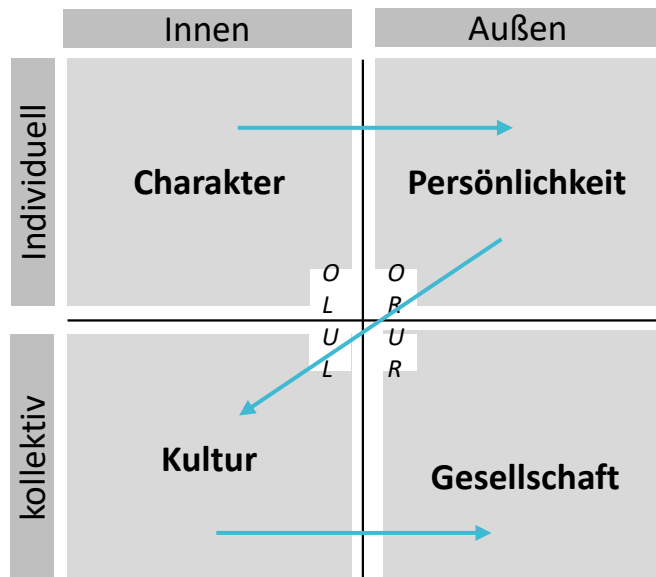 Innen
Außen
Individuell
Charakter
Persönlichkeit
O
L
O
R
kollektiv
U
L
U
R
Kultur
Gesellschaft